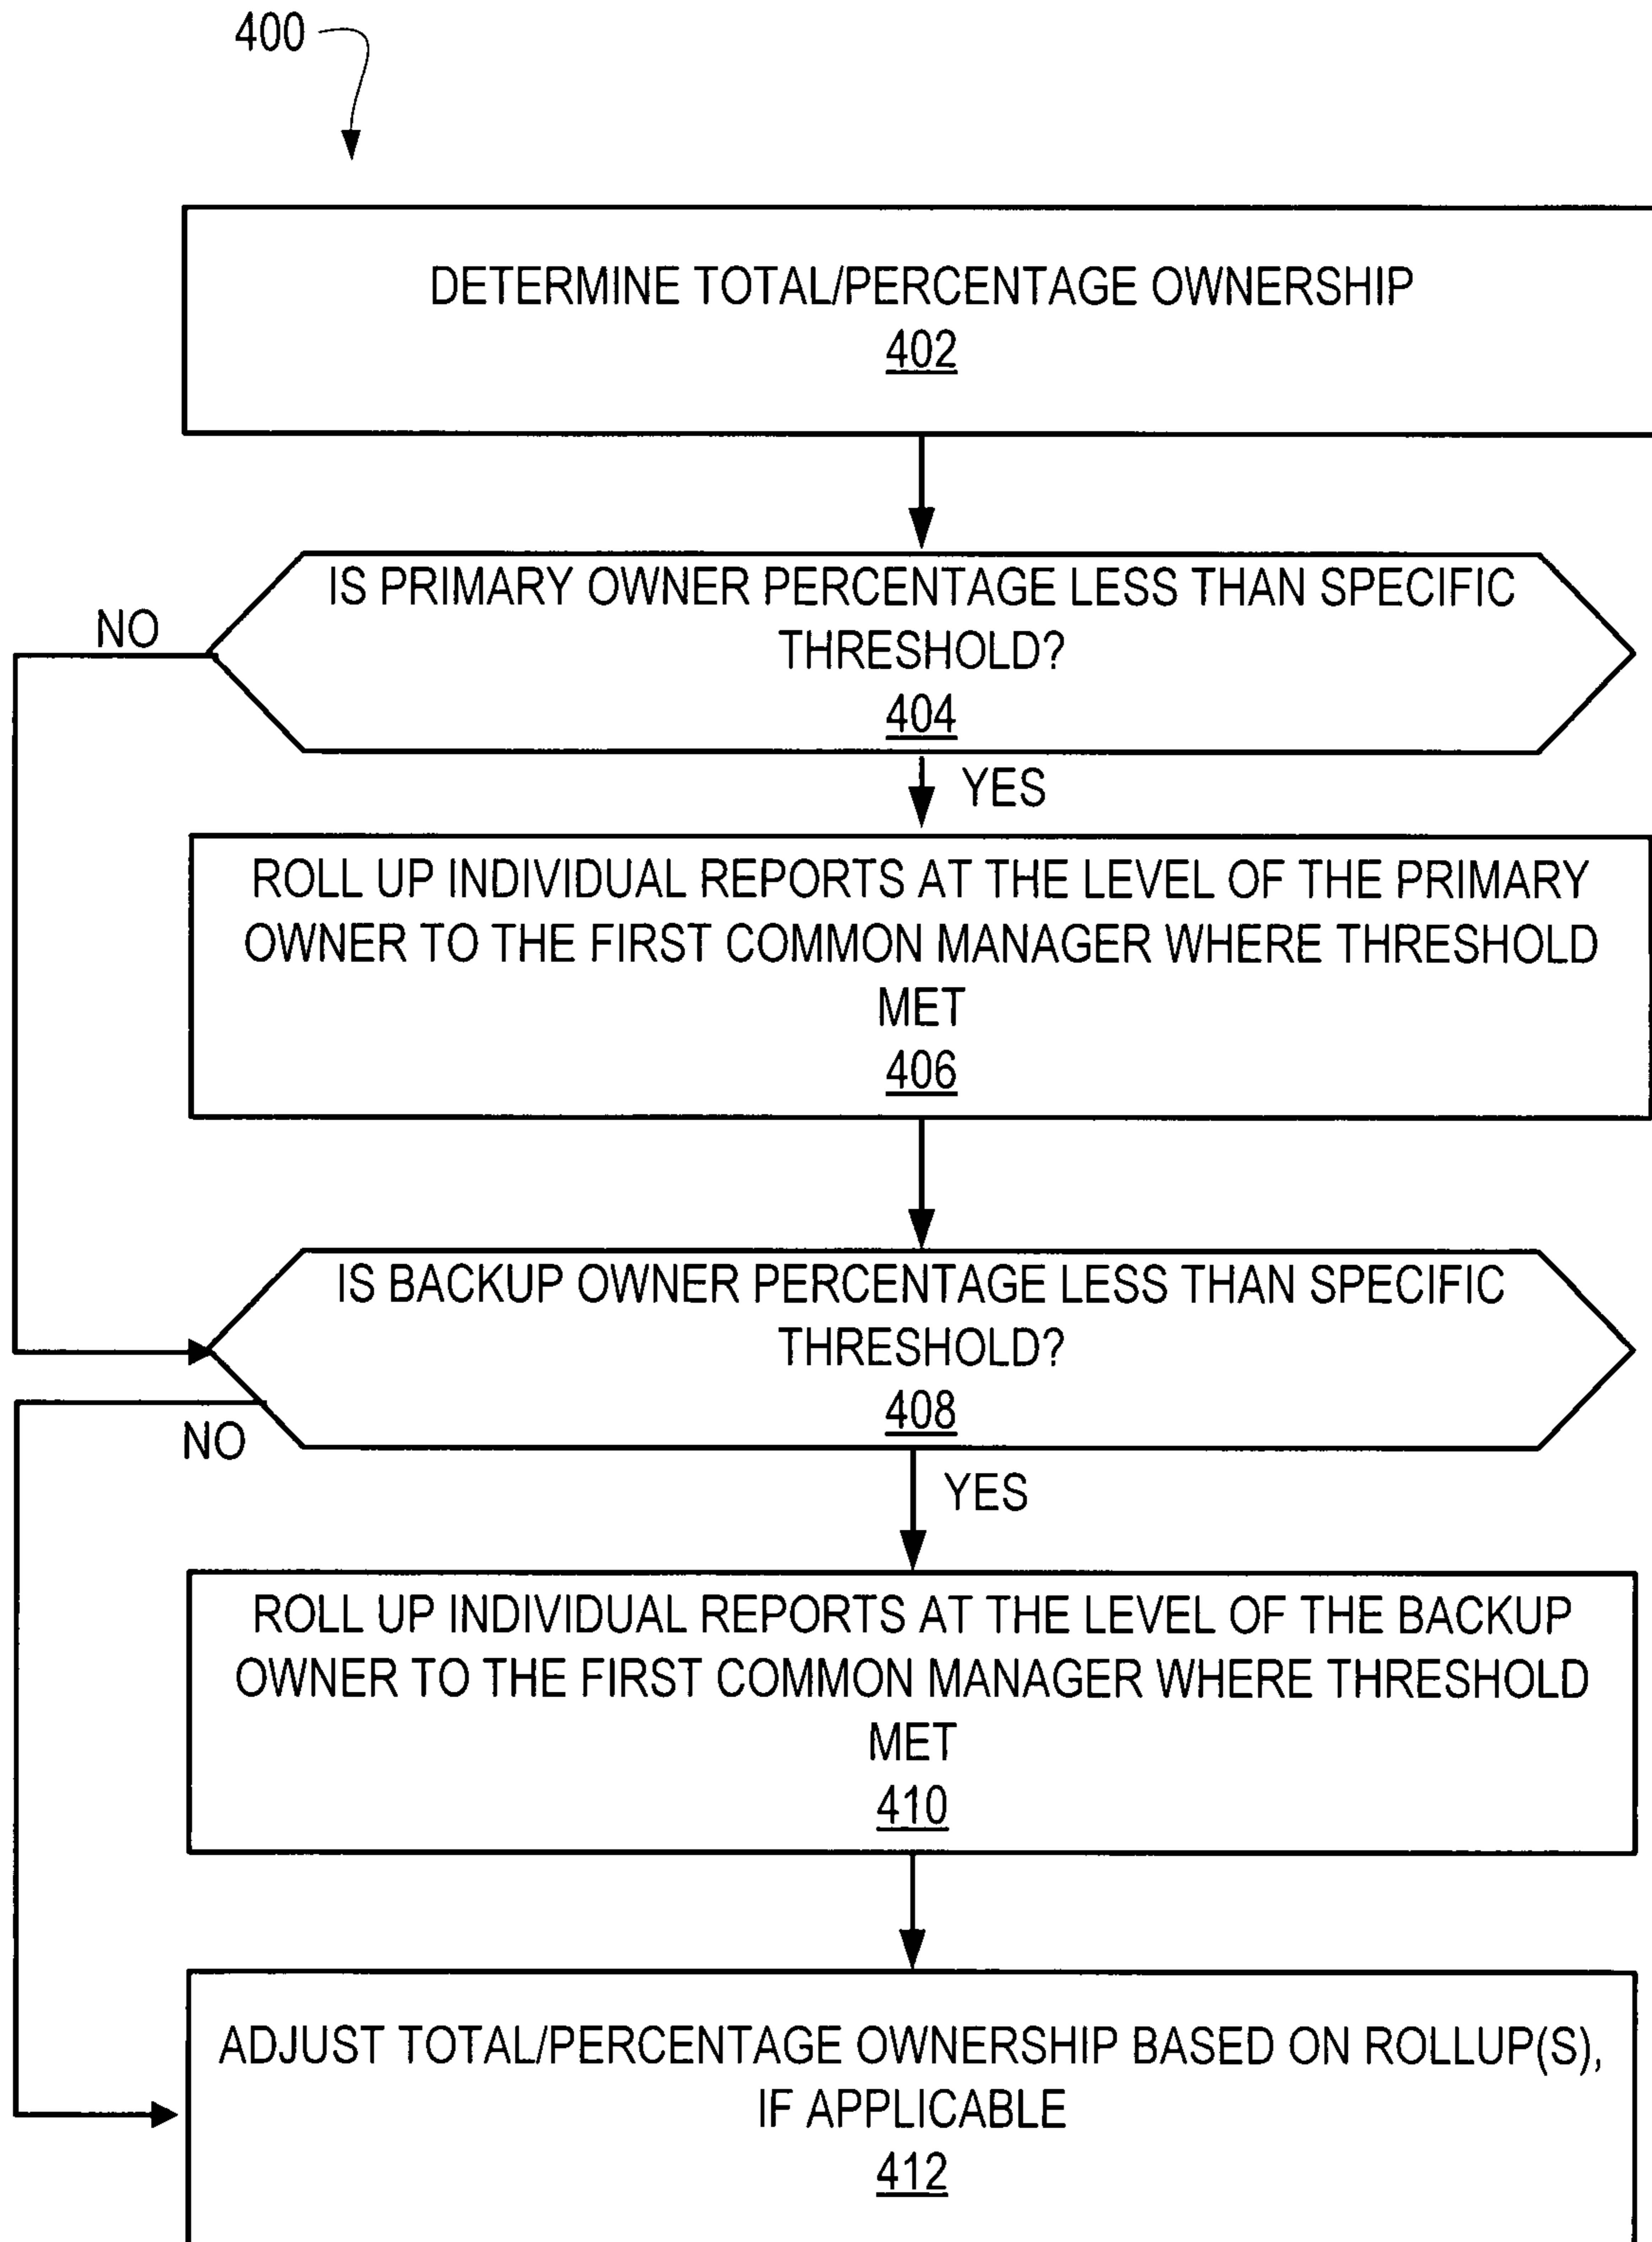 400
DETERMINE TOTAL/PERCENTAGE OWNERSHIP
402
IS PRIMARY OWNER PERCENTAGE LESS THAN SPECIFIC
THRESHOLD?
404
NO
YES
ROLL UP INDIVIDUAL REPORTS AT THE LEVEL OF THE PRIMARY
OWNER TO THE FIRST COMMON MANAGER WHERE THRESHOLD
MET
406
IS BACKUP OWNER PERCENTAGE LESS THAN SPECIFIC
THRESHOLD?
408
NO
YES
ROLL UP INDIVIDUAL REPORTS AT THE LEVEL OF THE BACKUP
OWNER TO THE FIRST COMMON MANAGER WHERE THRESHOLD
MET
410
ADJUST TOTAL/PERCENTAGE OWNERSHIP BASED ON ROLLUP(S),
IF APPLICABLE
412